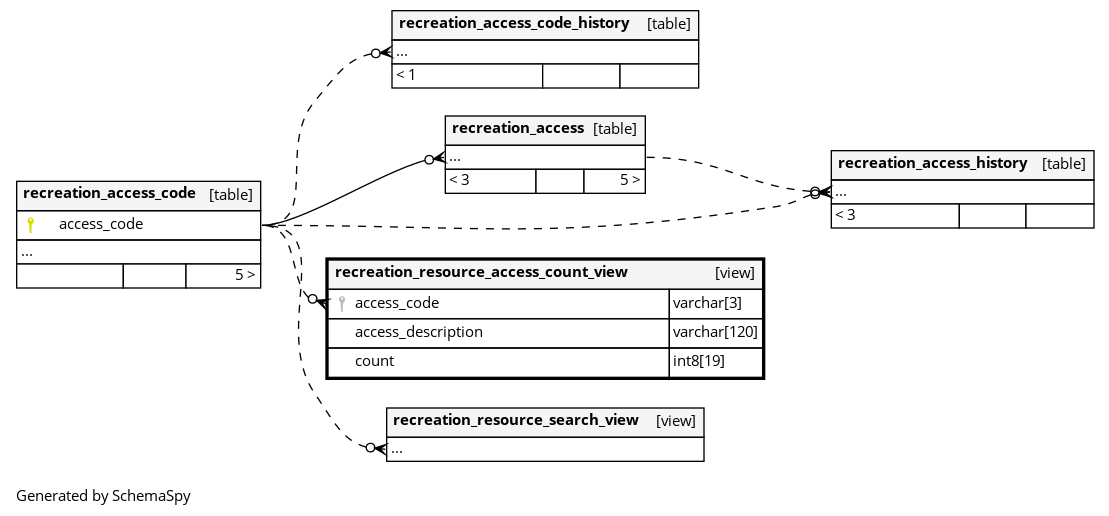 recreation_access_code_history [table]
...
< 1
recreation_access [table]
...
< 3 5 >
recreation_access_history [table]
...
< 3
recreation_access_code [table]
access_code
...
5 >
recreation_resource_access_count_view [view]
access_code varchar[3]
access_description varchar[120]
count int8[19]
recreation_resource_search_view [view]
...
Generated by SchemaSpy